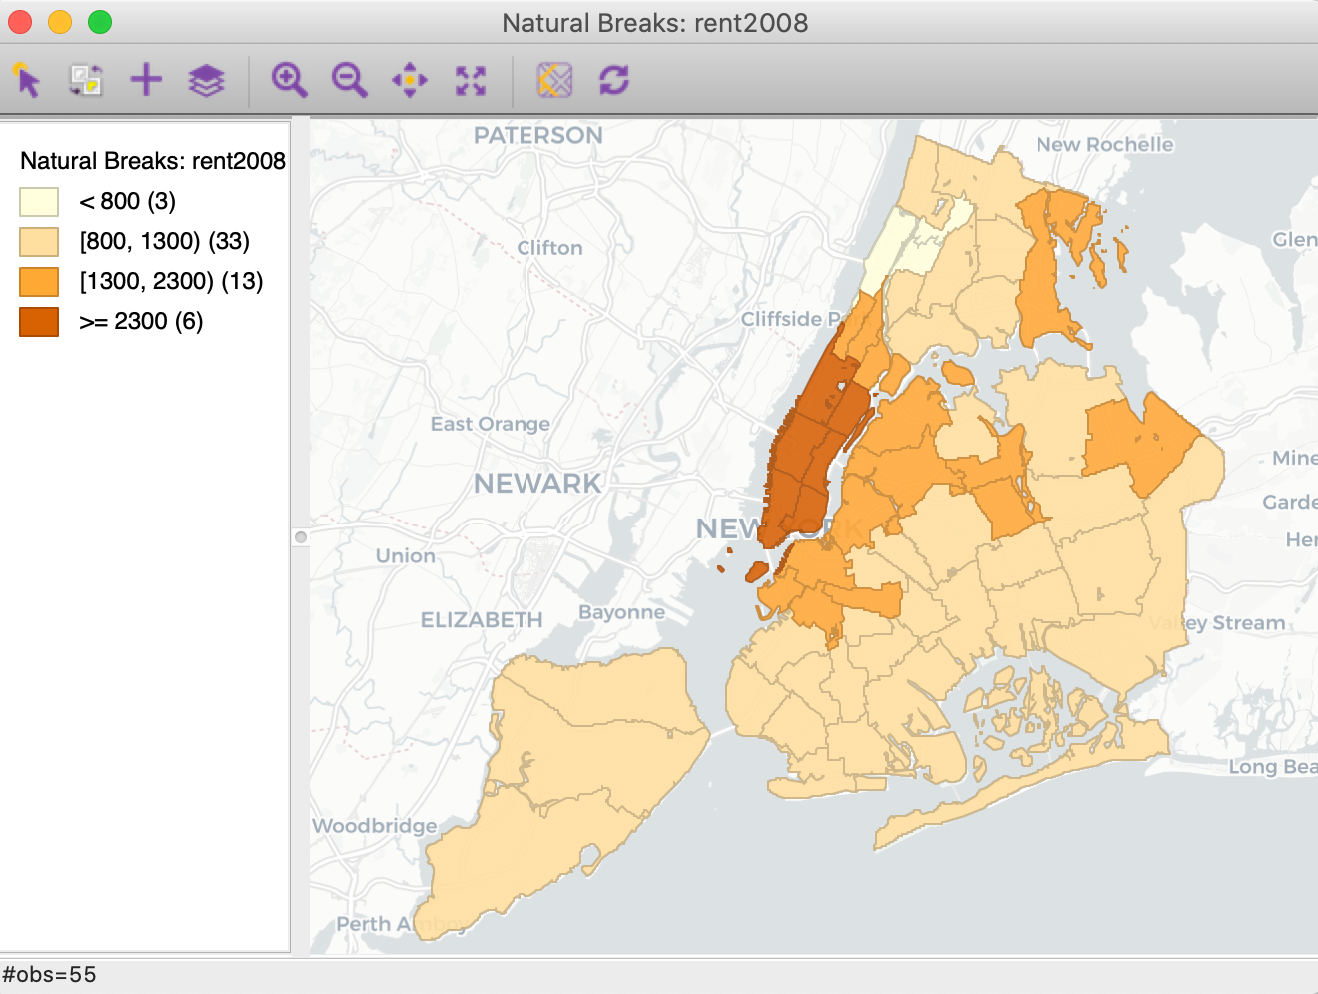 Natural Breaks: rent2008
Natural Breaks: rent2008
< 800 (3)
[800, 1300) (33)
[1300, 2300) (13)
>= 2300 (6)
PATERSON
New Rochelle
Clifton
Glen
Cliffside P
East Orange
Mine
NEWARK
Garde
NEW YORK
Her
Union
ELIZABETH
Bayonne
Valley Stream
Long Bea
Woodbridge
Perth Amboy
#obs=55